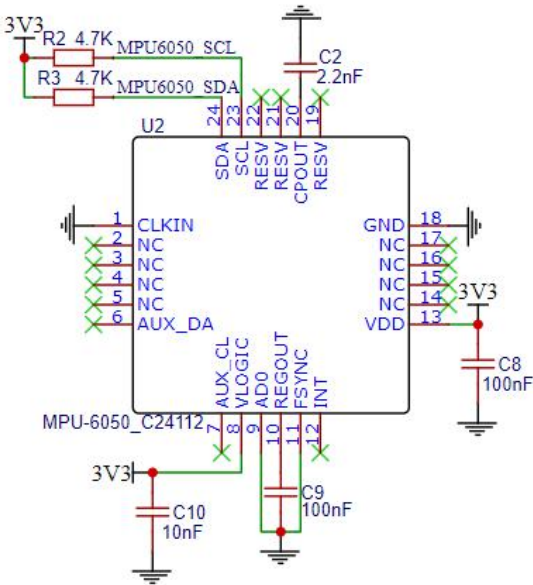 3V3
R2 4.7K MPU6050_SCL
R3 4.7K MPU6050_SDA
C2
2.2nF
U2
24 23 22 21 20 19
SDA SCL RESV RESV CPOUT RESV
1 CLKIN
2 NC
3 NC
4 NC
5 NC
6 AUX_DA
GND 18
NC 17
NC 16
NC 15
NC 14
VDD 13
3V3
C8
100nF
AUX_CL VLOGIC AD0 REGOUT FSYNC INT
7 8 9 10 11 12
MPU-6050_C24112
3V3
C10
10nF
C9
100nF